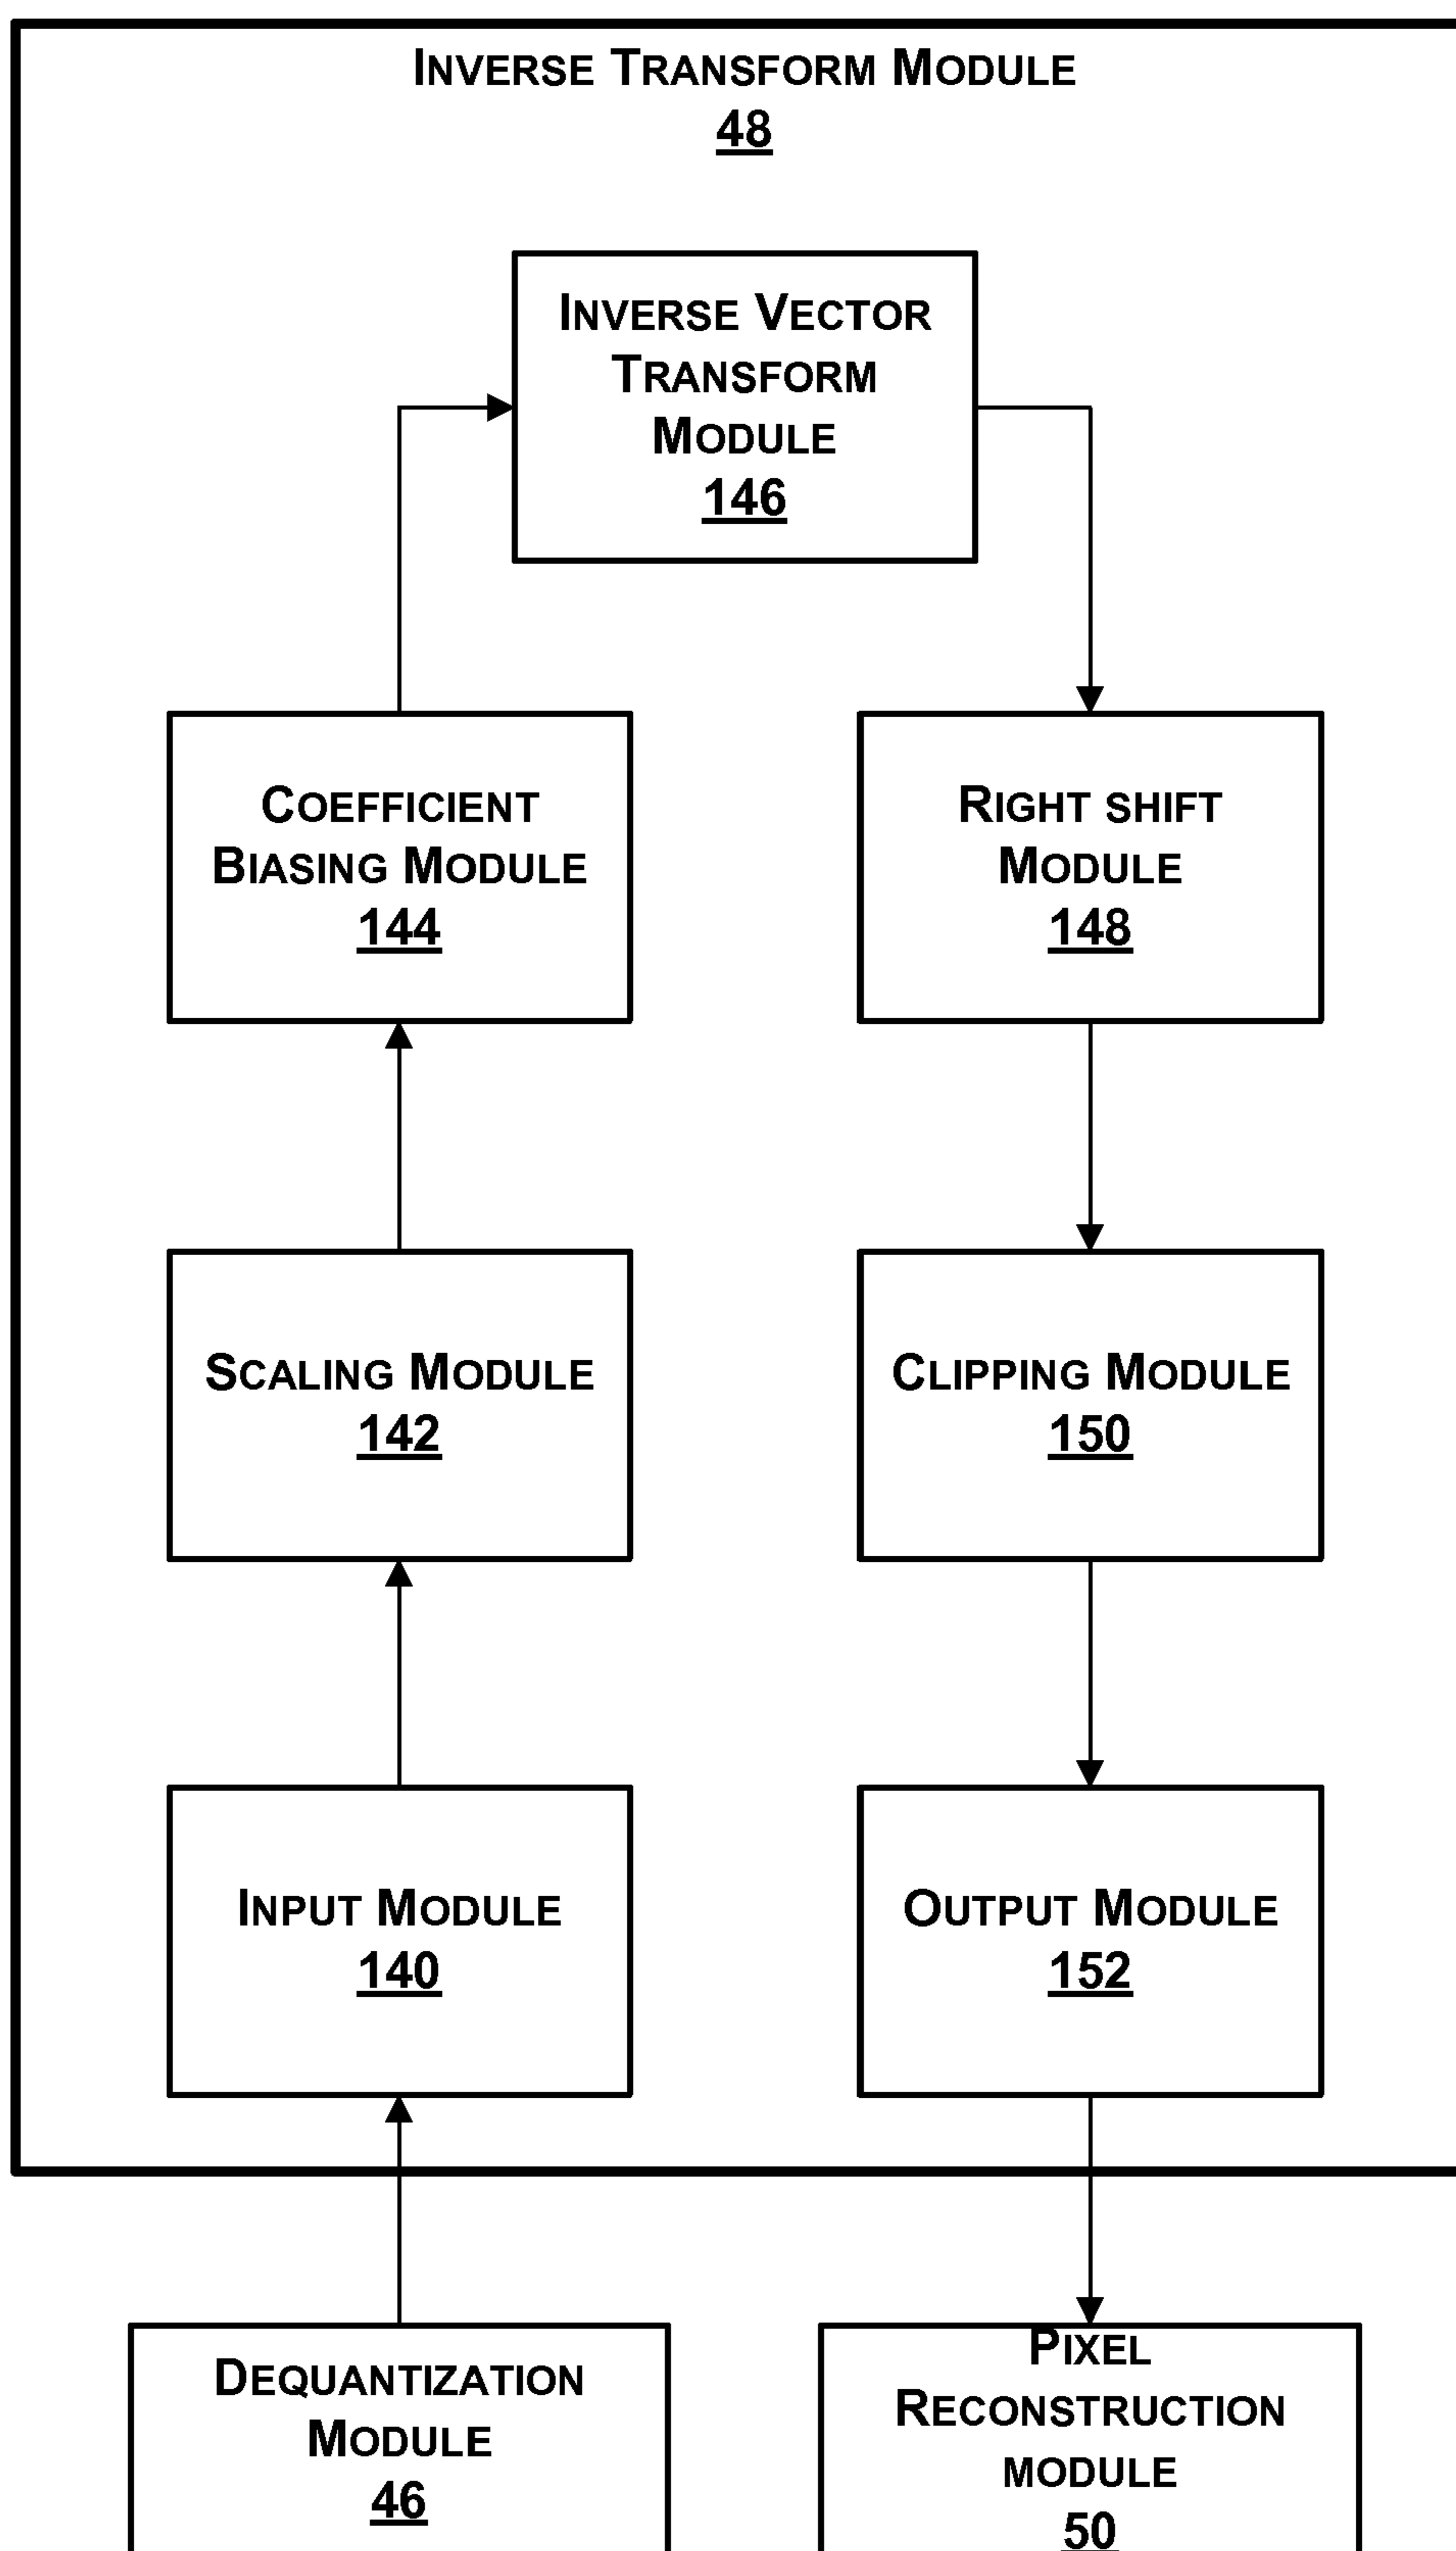 INVERSE TRANSFORM MODULE
48
INVERSE VECTOR
TRANSFORM
MODULE
146
COEFFICIENT
BIASING MODULE
144
RIGHT SHIFT
MODULE
148
SCALING MODULE
142
CLIPPING MODULE
150
INPUT MODULE
140
OUTPUT MODULE
152
DEQUANTIZATION
MODULE
46
PIXEL
RECONSTRUCTION
MODULE
50